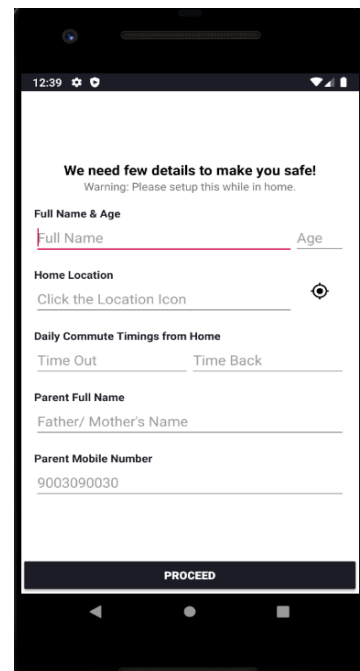 12:39
We need few details to make you safe!
Warning: Please setup this while in home.
Full Name & Age
Full Name Age
Home Location
Click the Location Icon
Daily Commute Timings from Home
Time Out Time Back
Parent Full Name
Father/ Mother's Name
Parent Mobile Number
9003090030
PROCEED